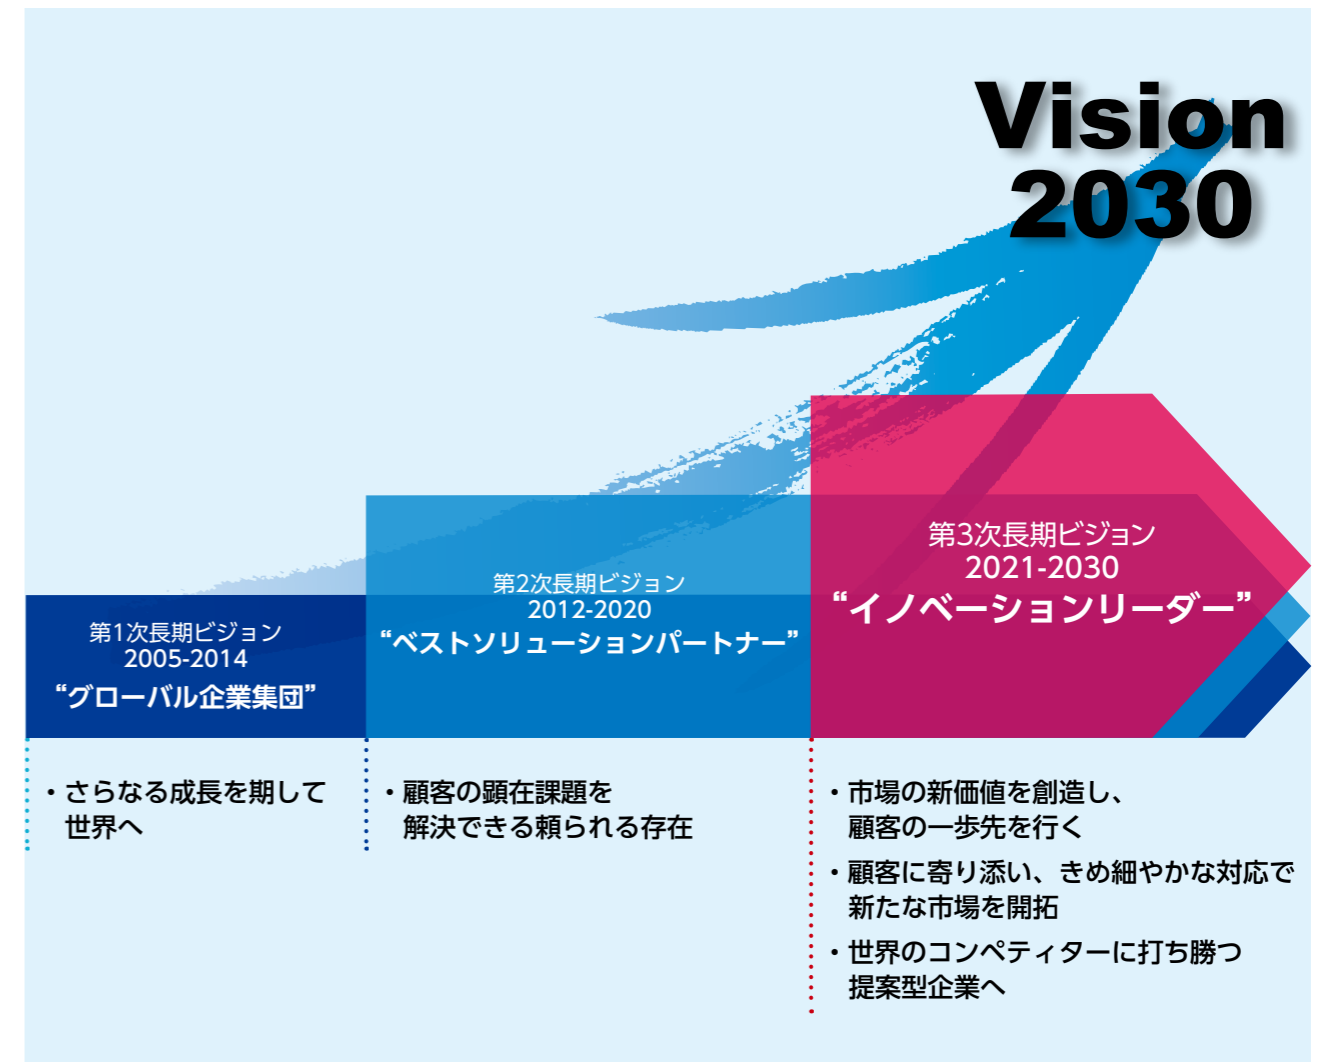 Vision
2030
第1次長期ビジョン
2005-2014
“グローバル企業集団”
第2次長期ビジョン
2012-2020
“ベストソリューションパートナー”
第3次長期ビジョン
2021-2030
“イノベーションリーダー”
・さらなる成長を期して
世界へ
・顧客の顕在課題を
解決できる頼られる存在
・市場の新価値を創造し、
顧客の一歩先を行く
・顧客に寄り添い、きめ細やかな対応で
新たな市場を開拓
・世界のコンペティターに打ち勝つ
提案型企業へ